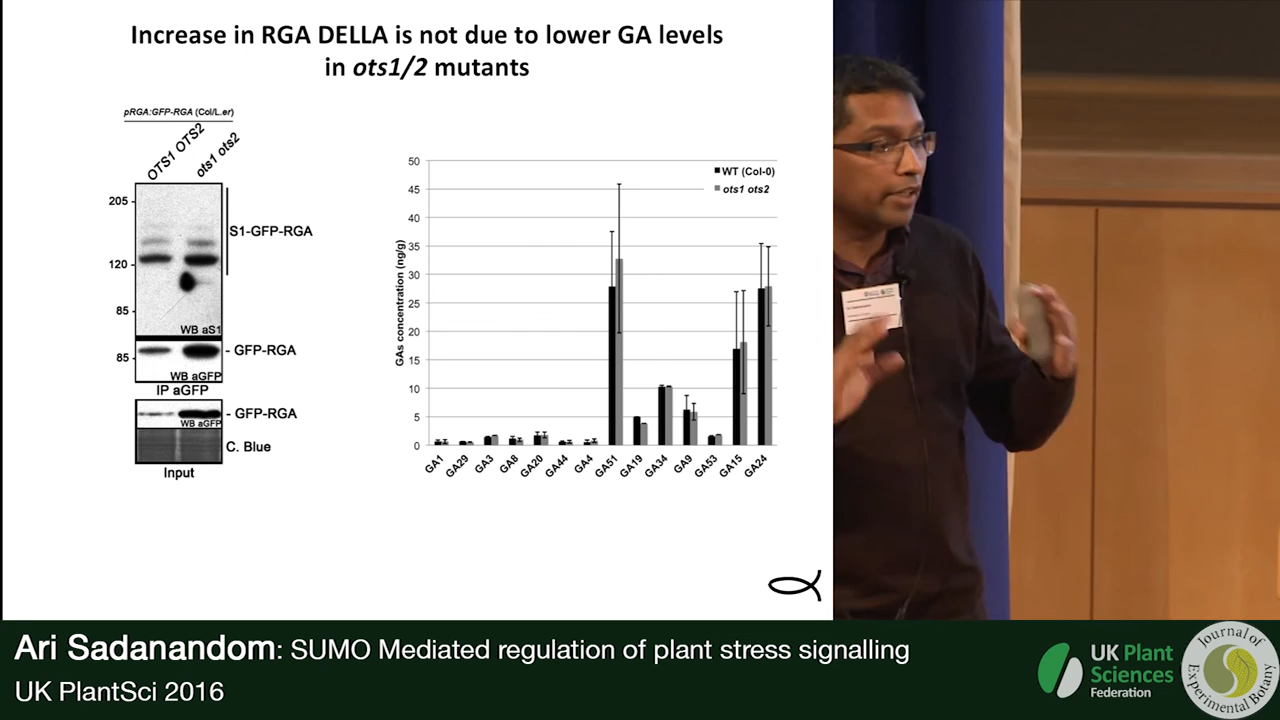 Increase in RGA DELLA is not due to lower GA levels
in ots1/2 mutants
pRGA:GFP-RGA (Col/L.er)
OTS1 OTS2
ots1 ots2
205
120
85
S1-GFP-RGA
WB aS1
85
- GFP-RGA
WB aGFP
IP aGFP
- GFP-RGA
WB aGFP
C. Blue
Input
GAs concentration (ng/g)
50
45
40
35
30
25
20
15
10
5
0
WT (Col-0)
ots1 ots2
GA1
GA29
GA3
GA8
GA20
GA44
GA4
GA51
GA19
GA34
GA9
GA53
GA15
GA24
Ari Sadanandom: SUMO Mediated regulation of plant stress signalling
UK PlantSci 2016
UK Plant
Sciences
Federation
Journal of
Experimental Botany